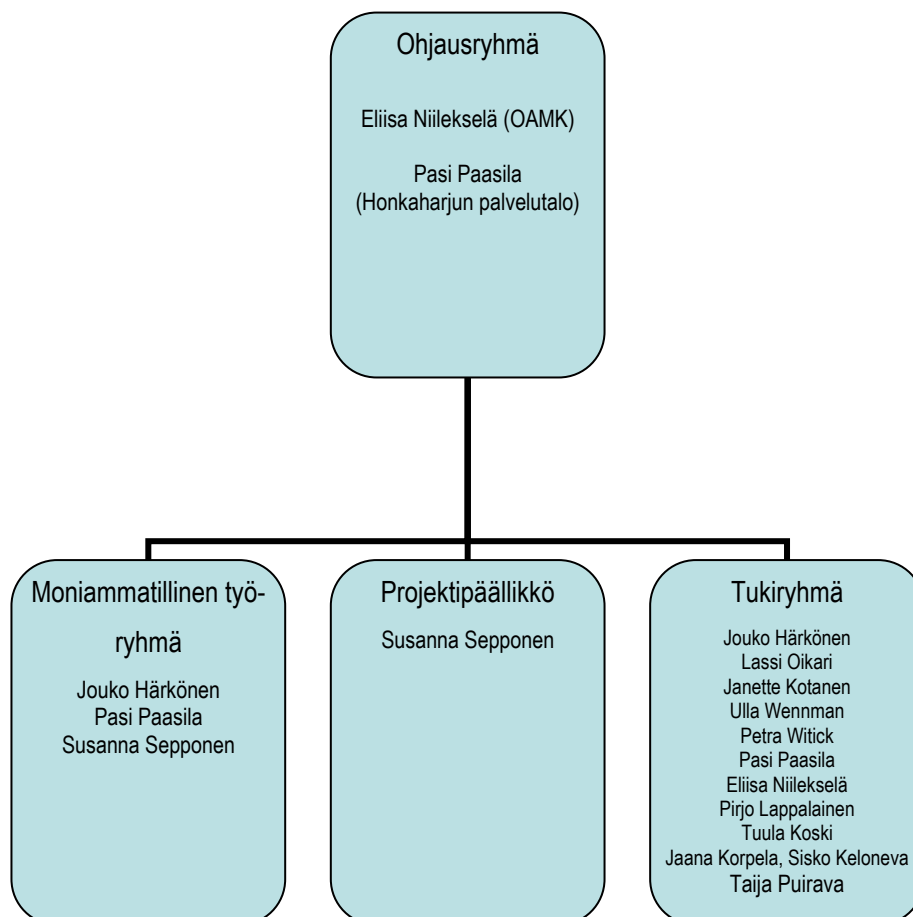 Ohjausryhmä
Eliisa Niilekselä (OAMK)
Pasi Paasila
(Honkaharjun palvelutalo)
Moniammatillinen työ-
ryhmä
Jouko Härkönen
Pasi Paasila
Susanna Sepponen
Projektipäällikkö
Susanna Sepponen
Tukiryhmä
Jouko Härkönen
Lassi Oikari
Janette Kotanen
Ulla Wennman
Petra Witick
Pasi Paasila
Eliisa Niilekselä
Pirjo Lappalainen
Tuula Koski
Jaana Korpela, Sisko Keloneva
Taija Puirava